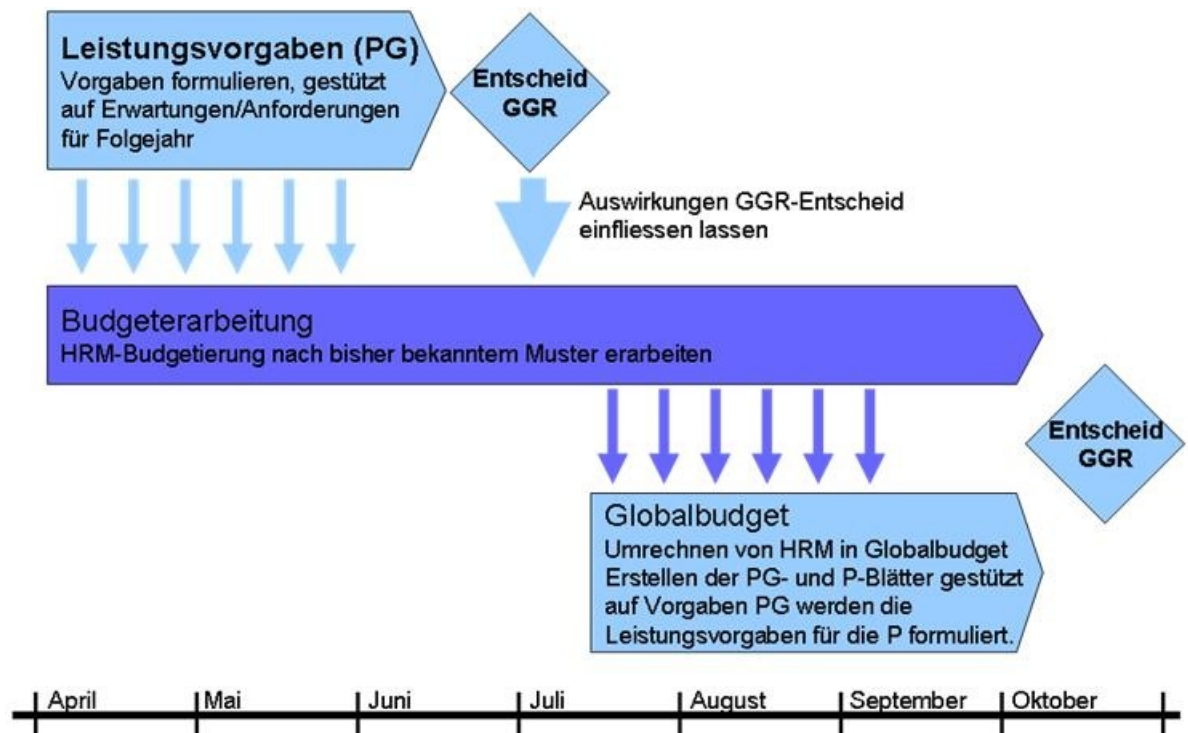 Leistungsvorgaben (PG)
Vorgaben formulieren, gestützt
auf Erwartungen/Anforderungen
für Folgejahr
Entscheid
GGR
Auswirkungen GGR-Entscheid
einfliessen lassen
Budgeterarbeitung
HRM-Budgetierung nach bisher bekanntem Muster erarbeiten
Entscheid
GGR
Globalbudget
Umrechnen von HRM in Globalbudget
Erstellen der PG- und P-Blätter gestützt
auf Vorgaben PG werden die
Leistungsvorgaben für die P formuliert.
April Mai Juni Juli August September Oktober